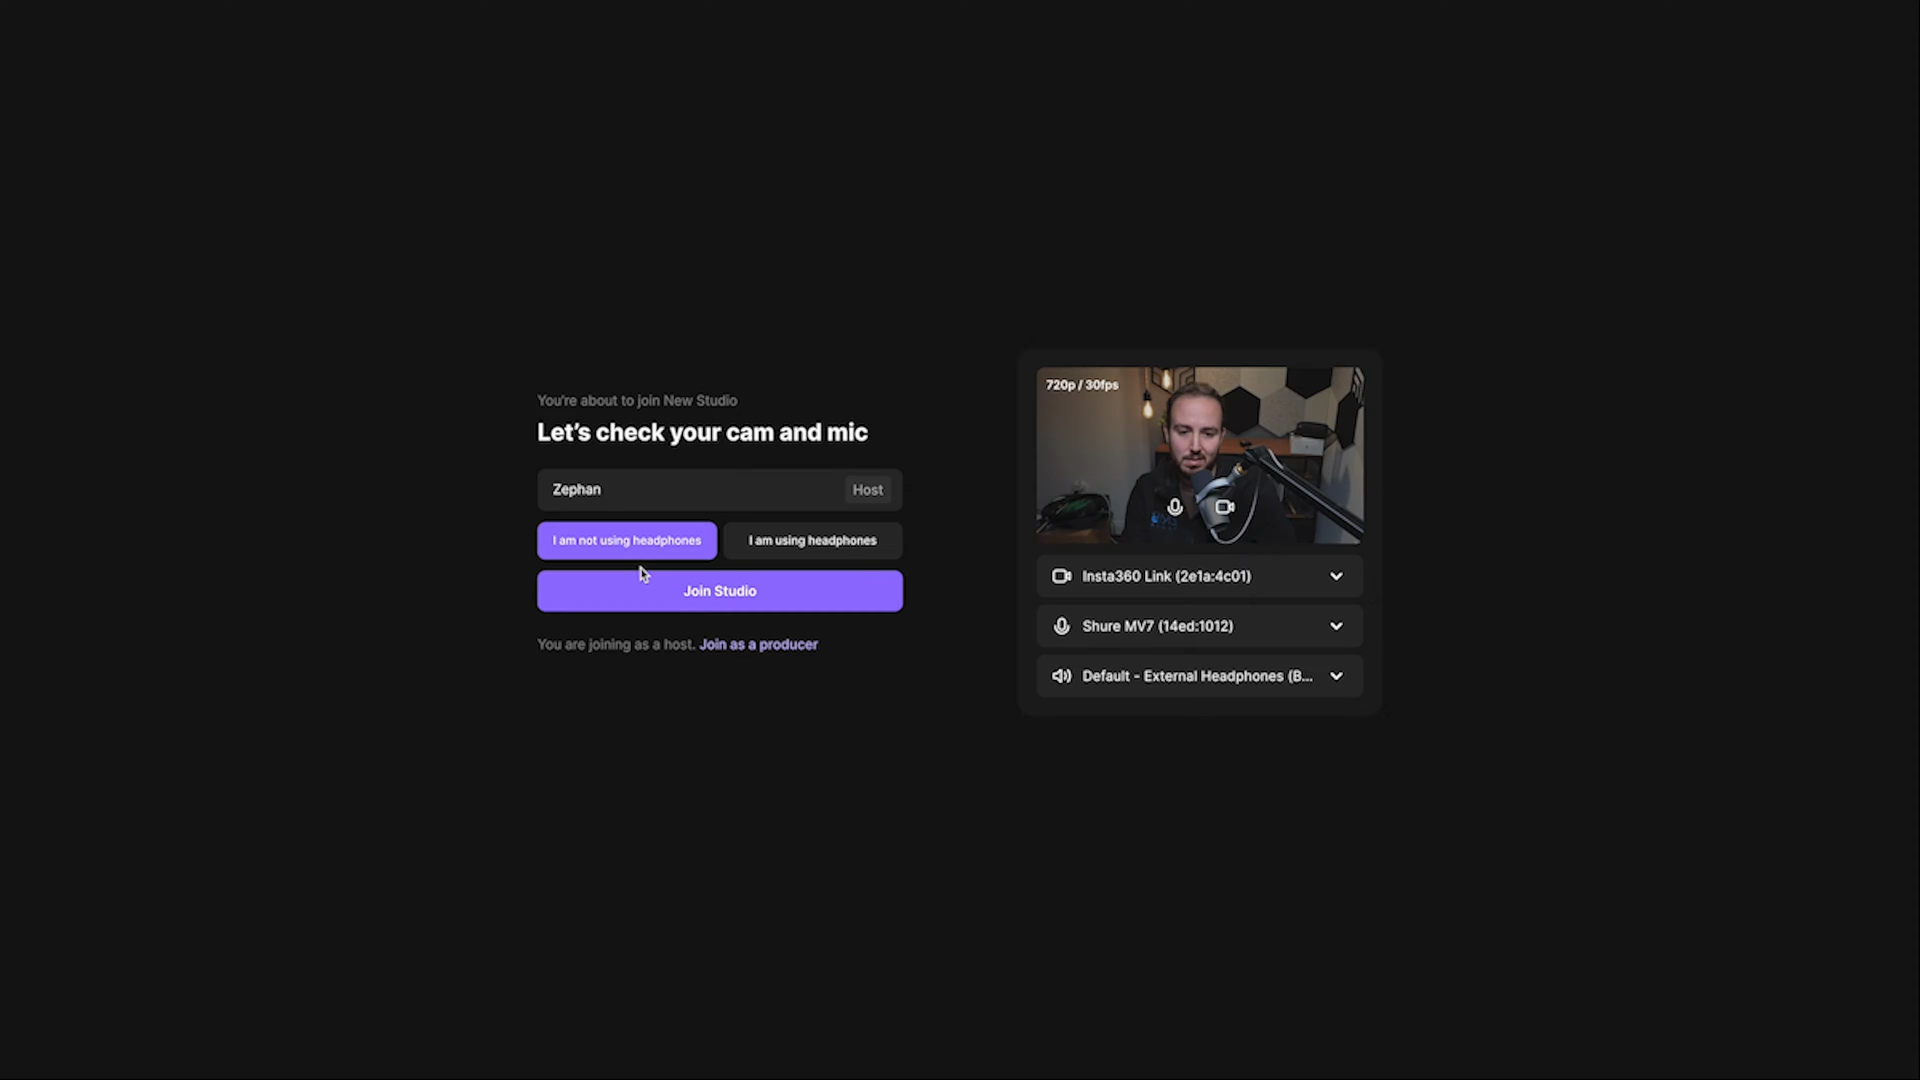 You're about to join New Studio
Let's check your cam and mic
Zephan
Host
I am not using headphones
I am using headphones
Join Studio
You are joining as a host. Join as a producer
720p / 30fps
Insta360 Link (2e1a:4c01)
Shure MV7 (14ed:1012)
Default - External Headphones (B...